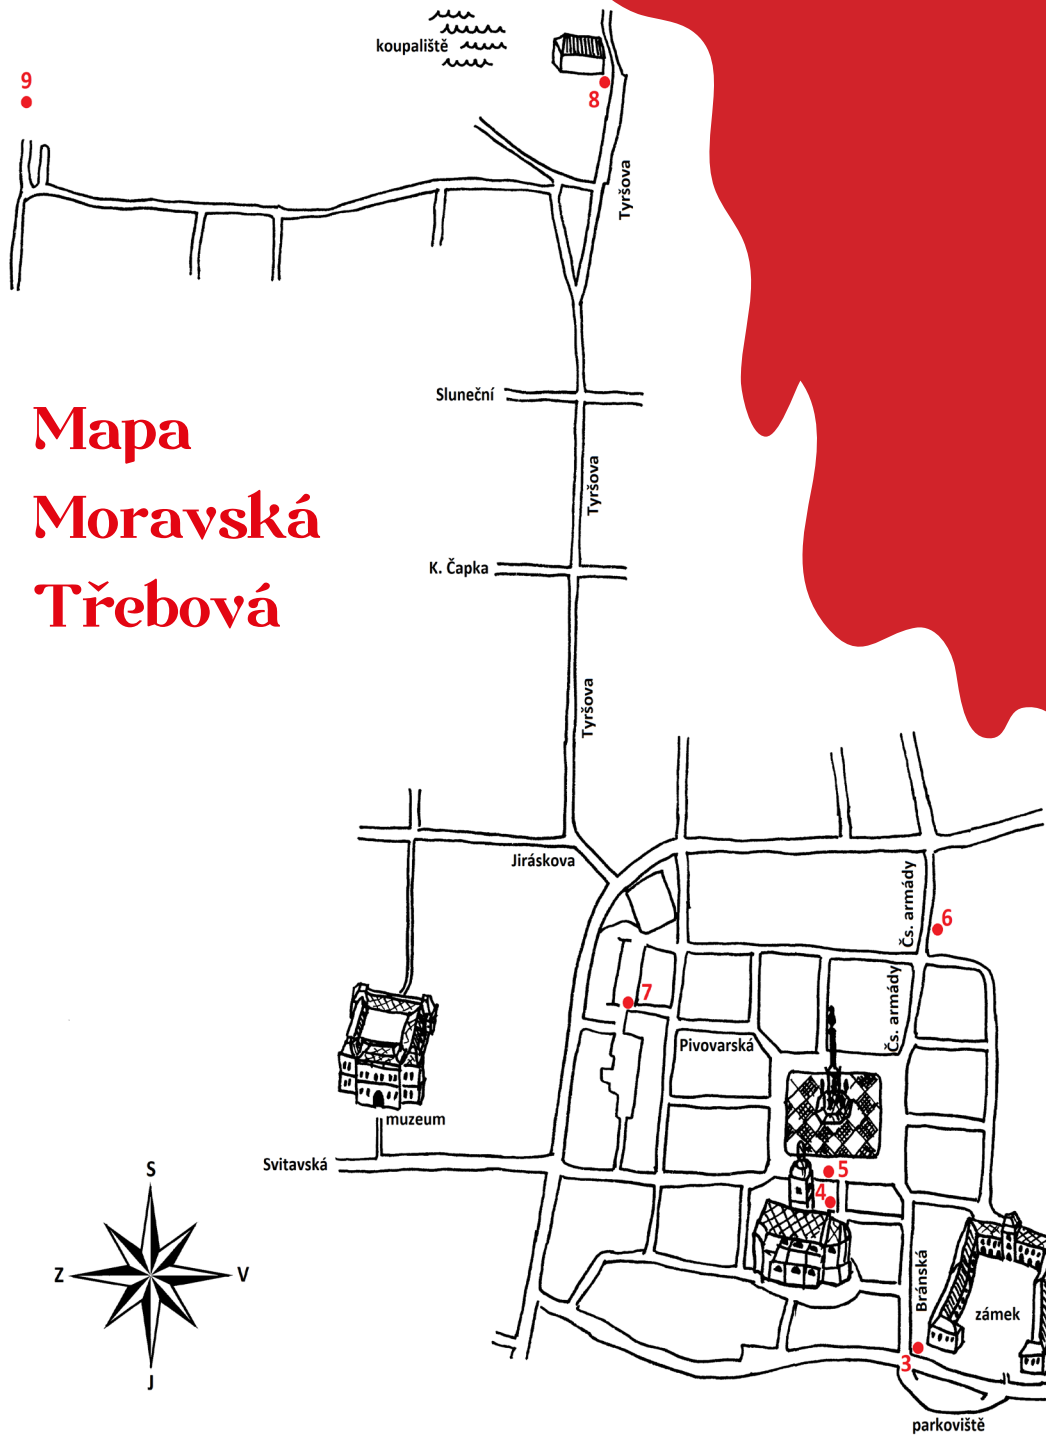 koupaliště
9
8
Tyršova
Sluneční
Mapa
Moravská
Třebová
Tyršova
K. Čapka
Tyršova
Jiráskova
Čs. armády
6
7
Čs. armády
Pivovarská
muzeum
Svitavská
5
4
S
Z
V
J
Bránská
zámek
3
parkoviště